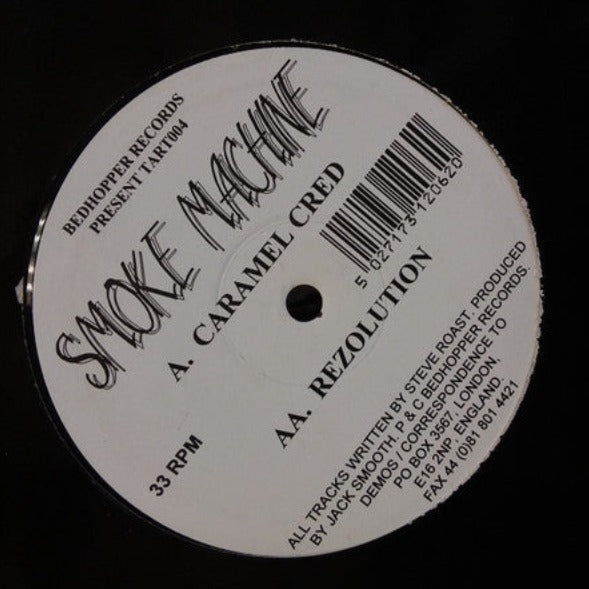 BEDHOPPER RECORDS
PRESENT TART004
SMOKE MACHINE
A. CARAMEL CRED
AA. REZOLUTION
5 027173 120620
33 RPM
ALL TRACKS WRITTEN BY STEVE ROAST. PRODUCED
BY JACK SMOOTH. P & C BEDHOPPER RECORDS.
DEMOS / CORRESPONDENCE TO
PO BOX 3567, LONDON,
E16 2NP, ENGLAND.
FAX 44 (0)81 801 4421